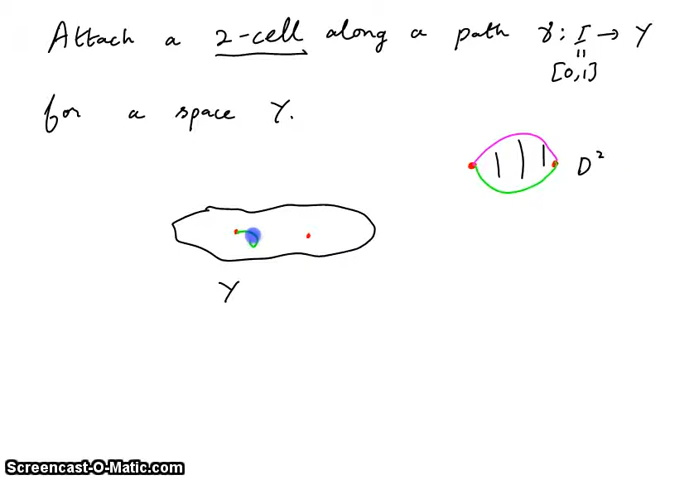 Attach a 2-cell along a path γ: I → Y
"
[0,1]
for a space Y.
D²
Y
Screencast-O-Matic.com